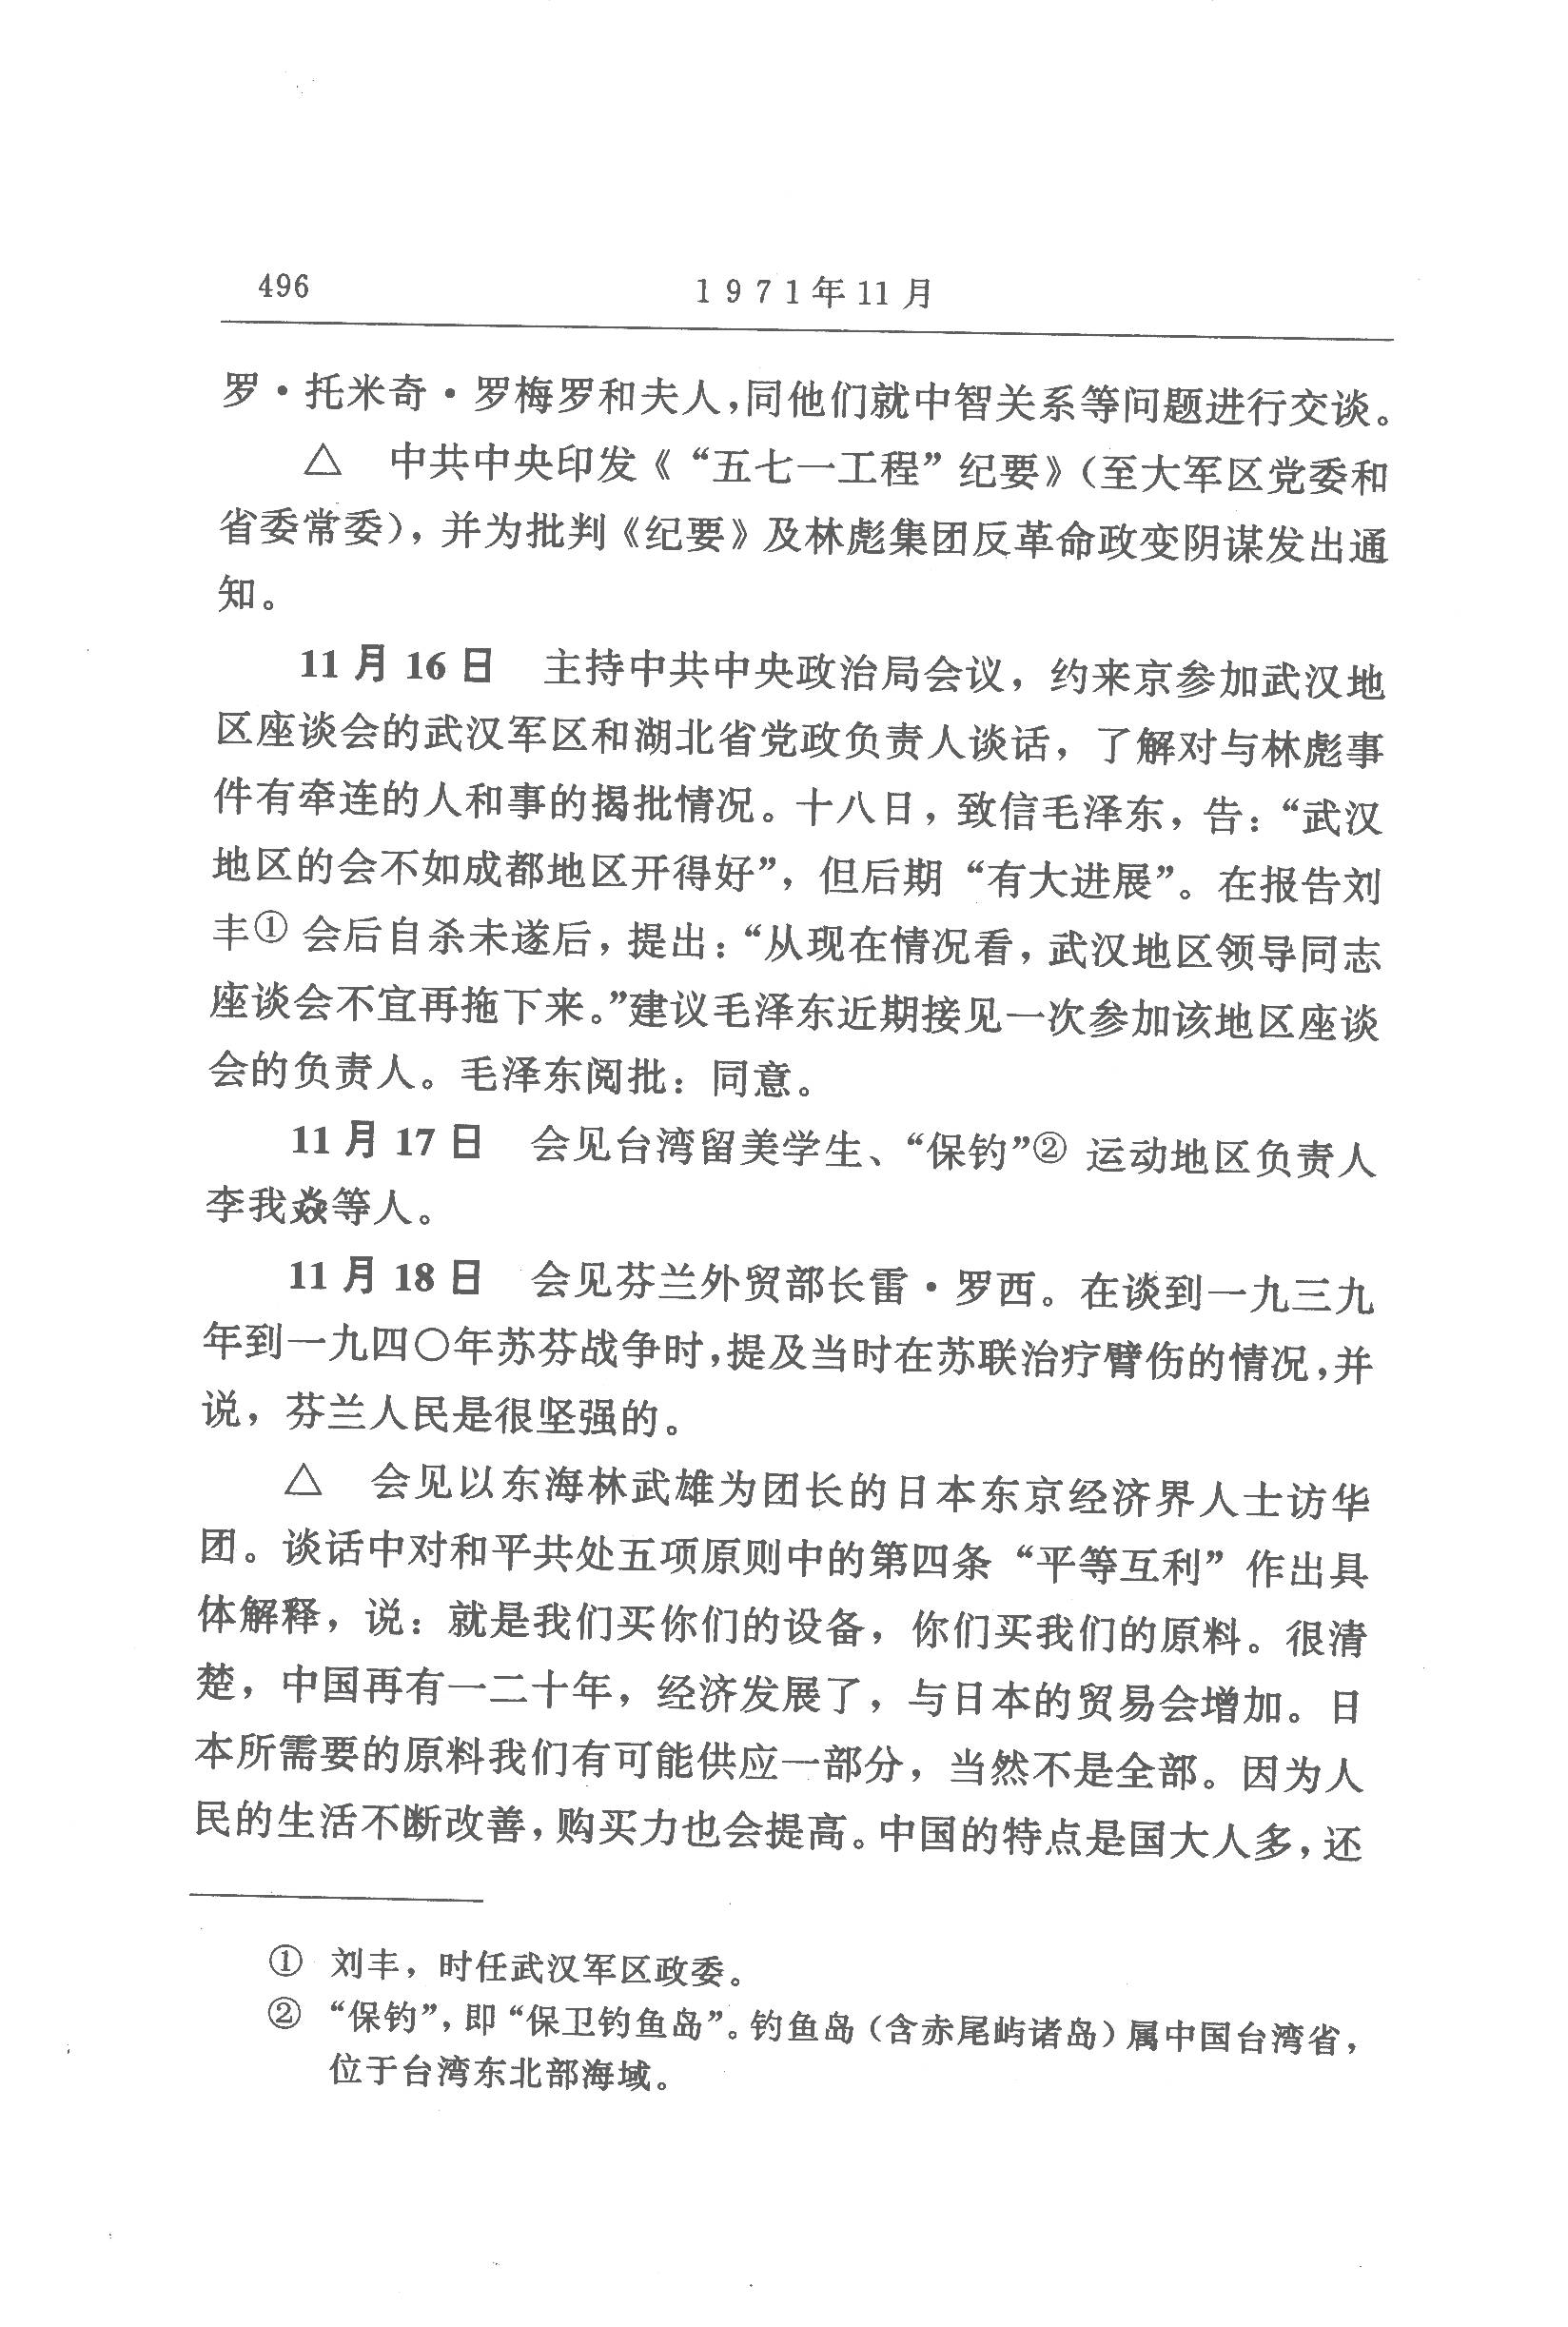 496
1971年11月
罗·托米奇·罗梅罗和夫人，同他们就中智关系等问题进行交谈。
△ 中共中央印发《“五七一工程”纪要》（至大军区党委和
省委常委），并为批判《纪要》及林彪集团反革命政变阴谋发出通
知。
11月16日 主持中共中央政治局会议，约来京参加武汉地
区座谈会的武汉军区和湖北省党政负责人谈话，了解对与林彪事
件有牵连的人和事的揭批情况。十八日，致信毛泽东，告：“武汉
地区的会不如成都地区开得好”，但后期“有大进展”。在报告刘
丰①会后自杀未遂后，提出：“从现在情况看，武汉地区领导同志
座谈会不宜再拖下来。”建议毛泽东近期接见一次参加该地区座谈
会的负责人。毛泽东阅批：同意。
11月17日 会见台湾留美学生、“保钓”②运动地区负责人
李我焱等人。
11月18日 会见芬兰外贸部长雷·罗西。在谈到一九三九
年到一九四〇年苏芬战争时，提及当时在苏联治疗臂伤的情况，并
说，芬兰人民是很坚强的。
△ 会见以东海林武雄为团长的日本东京经济界人士访华
团。谈话中对和平共处五项原则中的第四条“平等互利”作出具
体解释，说：就是我们买你们的设备，你们买我们的原料。很清
楚，中国再有一二十年，经济发展了，与日本的贸易会增加。日
本所需要的原料我们有可能供应一部分，当然不是全部。因为人
民的生活不断改善，购买力也会提高。中国的特点是国大人多，还
① 刘丰，时任武汉军区政委。
② “保钓”，即“保卫钓鱼岛”。钓鱼岛（含赤尾屿诸岛）属中国台湾省，
位于台湾东北部海域。